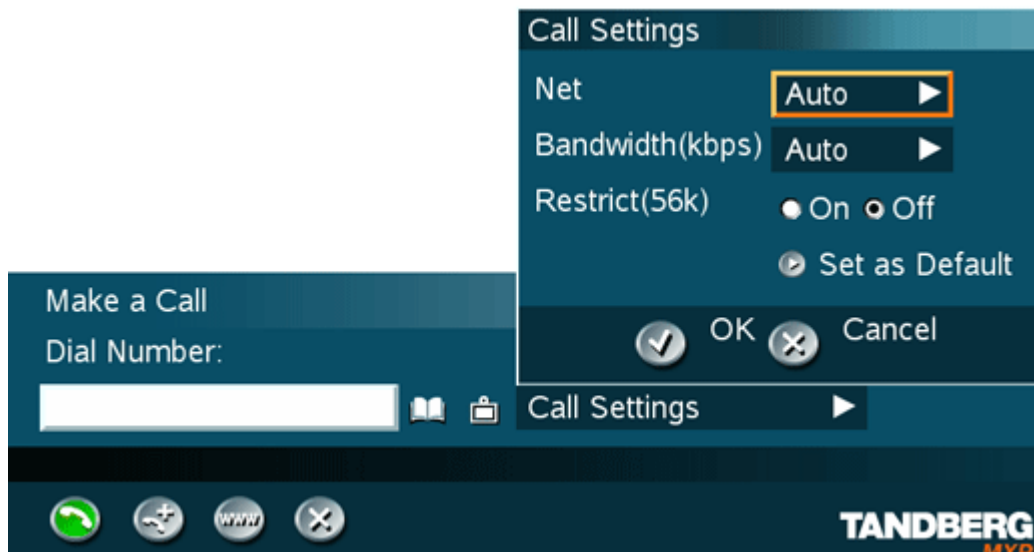 Call Settings
Net Auto
Bandwidth(kbps) Auto
Restrict(56k) On Off
Set as Default
OK Cancel
Make a Call
Dial Number:
Call Settings
www
TANDBERG
MXP